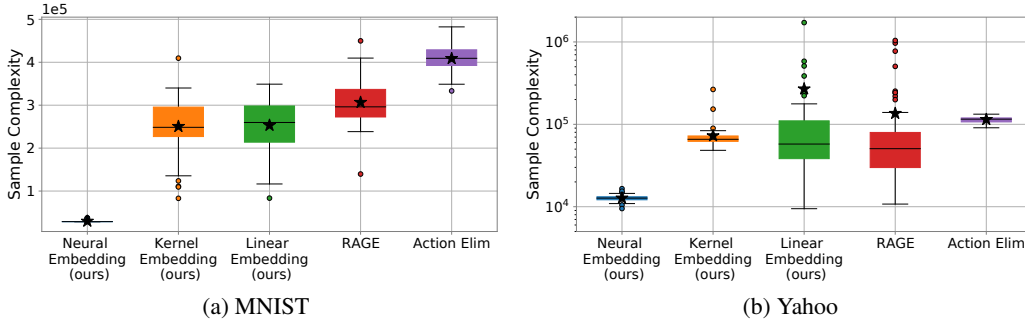 1e5
5
4
3
2
1
Sample Complexity
Neural
Embedding
(ours)
Kernel
Embedding
(ours)
Linear
Embedding
(ours)
RAGE
Action Elim
(a) MNIST
10^6
10^5
10^4
Sample Complexity
Neural
Embedding
(ours)
Kernel
Embedding
(ours)
Linear
Embedding
(ours)
RAGE
Action Elim
(b) Yahoo